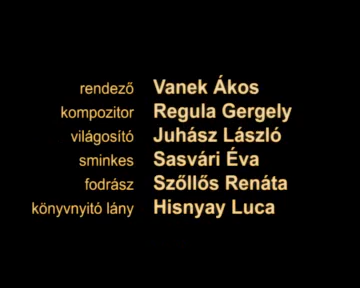 rendező Vanek Ákos
kompozitor Regula Gergely
világosító Juhász László
sminkes Sasvári Éva
fodrász Szőllős Renáta
könyvnyitó lány Hisnyay Luca